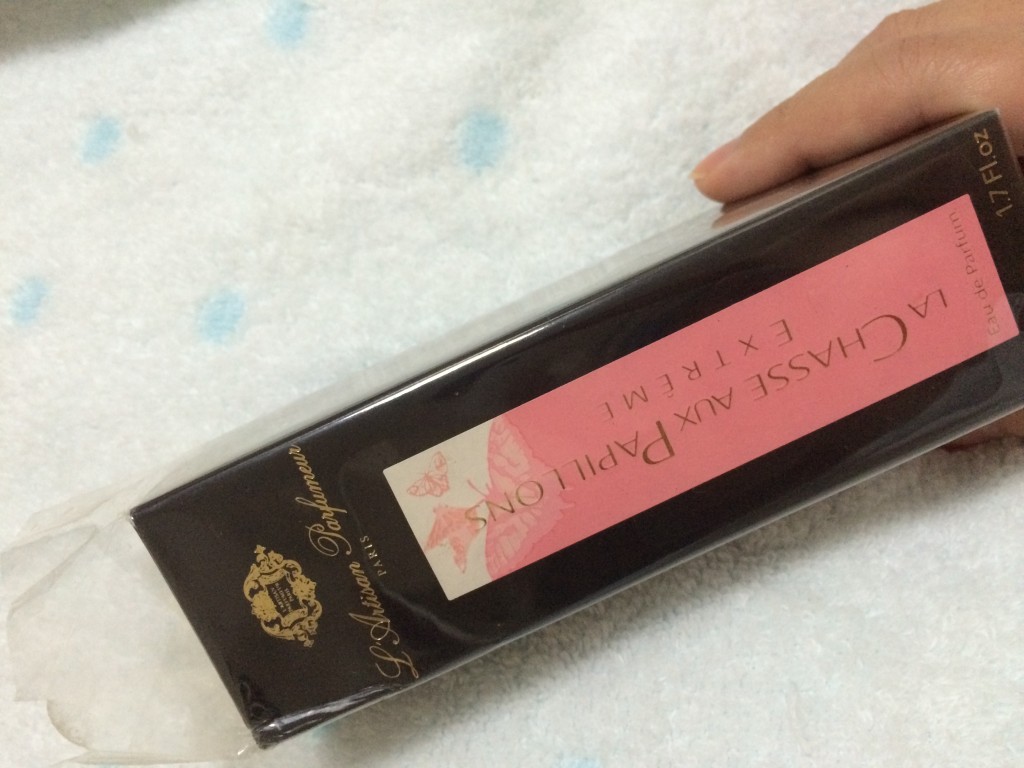 L'Artisan Parfumeur
PARIS
LA CHASSE AUX PAPILLONS
EXTRÊME
Eau de Parfum
1.7 Fl.oz